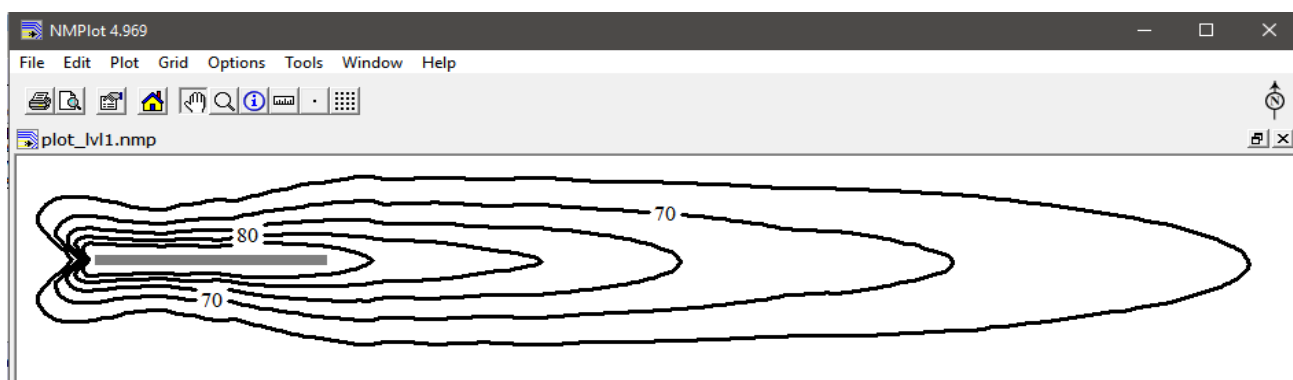 NMPlot 4.969
File Edit Plot Grid Options Tools Window Help
N
plot_lvl1.nmp
70
80
70